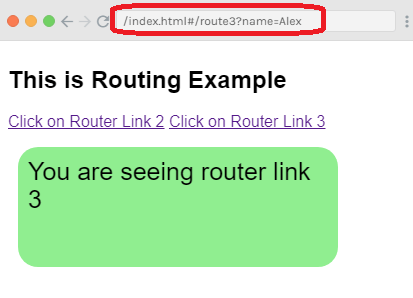 /index.html#/route3?name=Alex
This is Routing Example
Click on Router Link 2 Click on Router Link 3
You are seeing router link
3